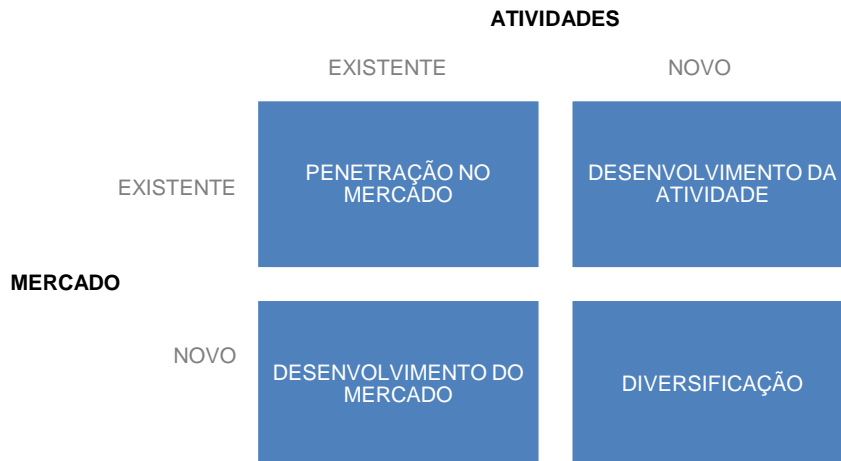 ATIVIDADES
EXISTENTE
NOVO
EXISTENTE
PENETRAÇÃO NO
MERCADO
DESENVOLVIMENTO DA
ATIVIDADE
MERCADO
NOVO
DESENVOLVIMENTO DO
MERCADO
DIVERSIFICAÇÃO